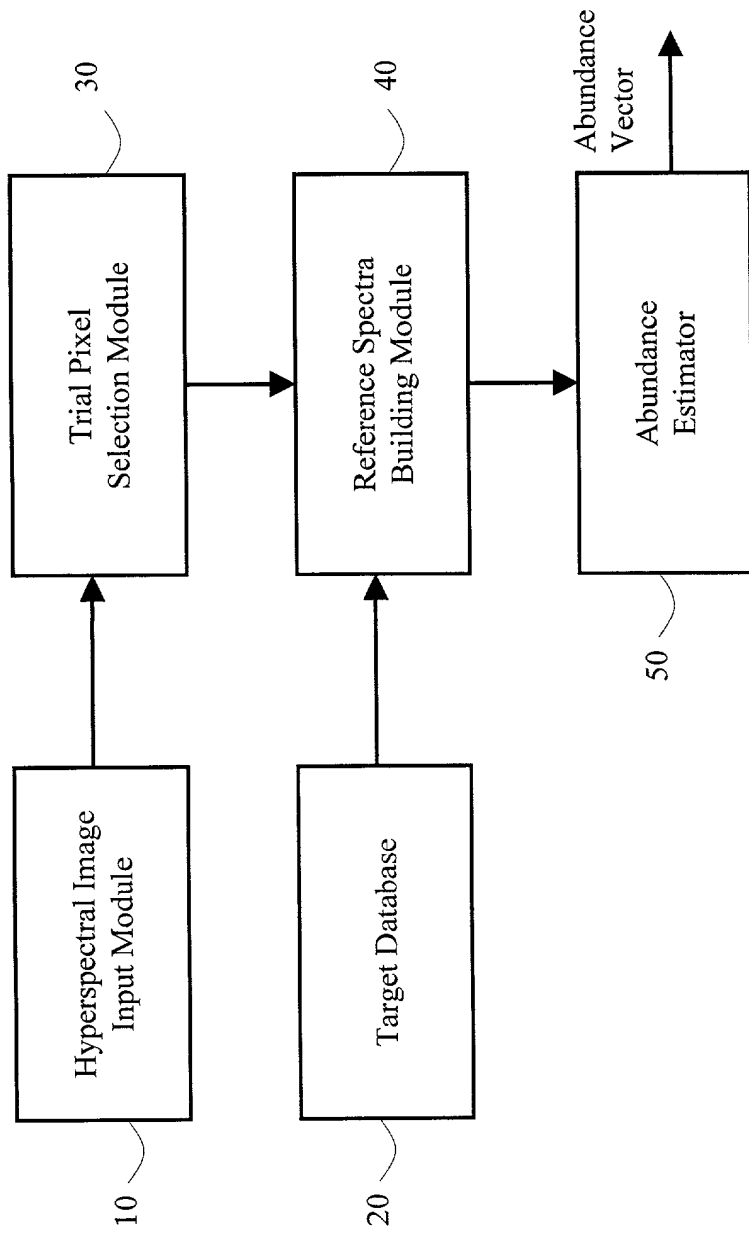 Hyperspectral Image
Input Module
10
Trial Pixel
Selection Module
30
Target Database
20
Reference Spectra
Building Module
40
Abundance
Estimator
50
Abundance
Vector